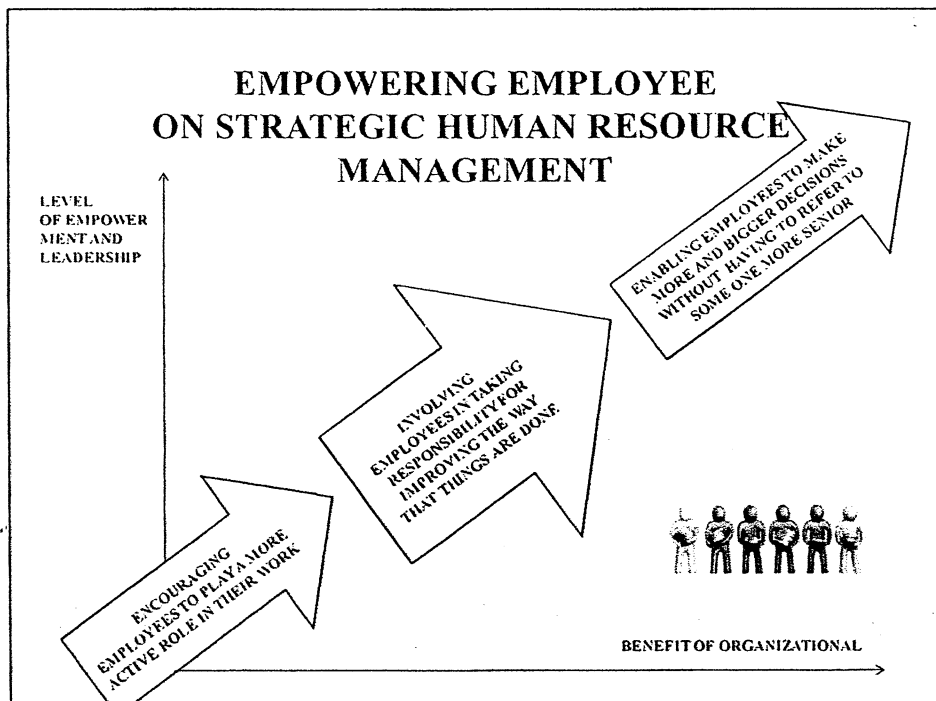 EMPOWERING EMPLOYEE
ON STRATEGIC HUMAN RESOURCE
MANAGEMENT
LEVEL
OF EMPOWER
MENT AND
LEADERSHIP
ENABLING EMPLOYEES TO MAKE
MORE AND BIGGER DECISIONS
WITHOUT HAVING TO REFER TO
SOME ONE MORE SENIOR
INVOLVING
EMPLOYEES IN TAKING
RESPONSIBILITY FOR
IMPROVING THE WAY
THAT THINGS ARE DONE
ENCOURAGING
EMPLOYEES TO PLAY A MORE
ACTIVE ROLE IN THEIR WORK
BENEFIT OF ORGANIZATIONAL